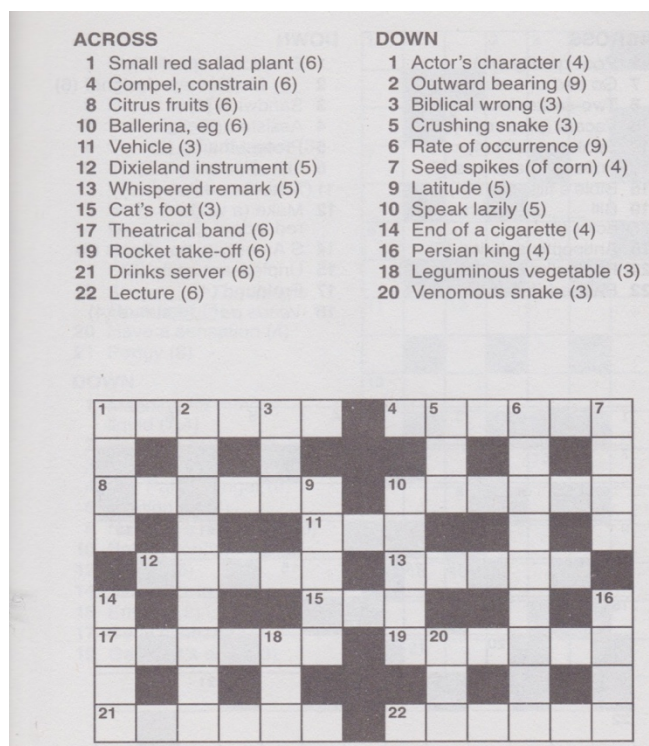 ACROSS
1 Small red salad plant (6)
4 Compel, constrain (6)
8 Citrus fruits (6)
10 Ballerina, eg (6)
11 Vehicle (3)
12 Dixieland instrument (5)
13 Whispered remark (5)
15 Cat's foot (3)
17 Theatrical band (6)
19 Rocket take-off (6)
21 Drinks server (6)
22 Lecture (6)
DOWN
1 Actor's character (4)
2 Outward bearing (9)
3 Biblical wrong (3)
5 Crushing snake (3)
6 Rate of occurrence (9)
7 Seed spikes (of corn) (4)
9 Latitude (5)
10 Speak lazily (5)
14 End of a cigarette (4)
16 Persian king (4)
18 Leguminous vegetable (3)
20 Venomous snake (3)
1 2 3 4 5 6 7
8 9 10
11
12 13
14 15 16
17 18 19 20
21 22